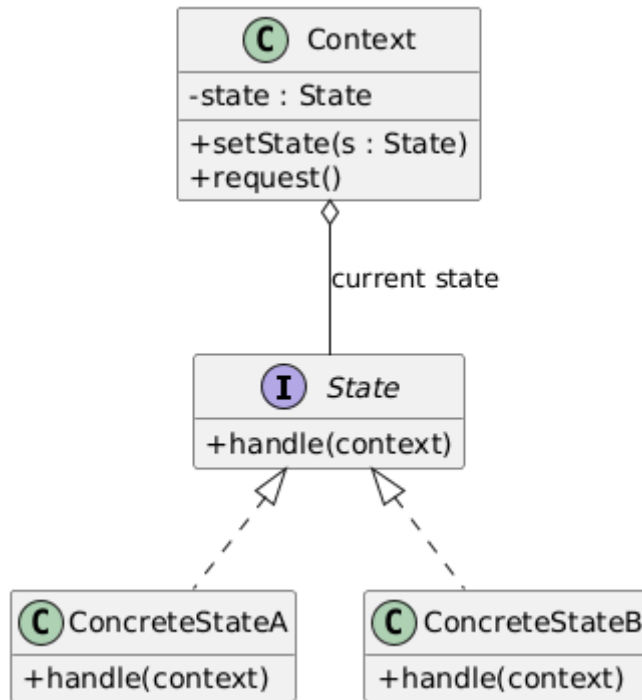 C Context
-state : State
+setState(s : State)
+request()
current state
I State
+handle(context)
C ConcreteStateA
+handle(context)
C ConcreteStateB
+handle(context)